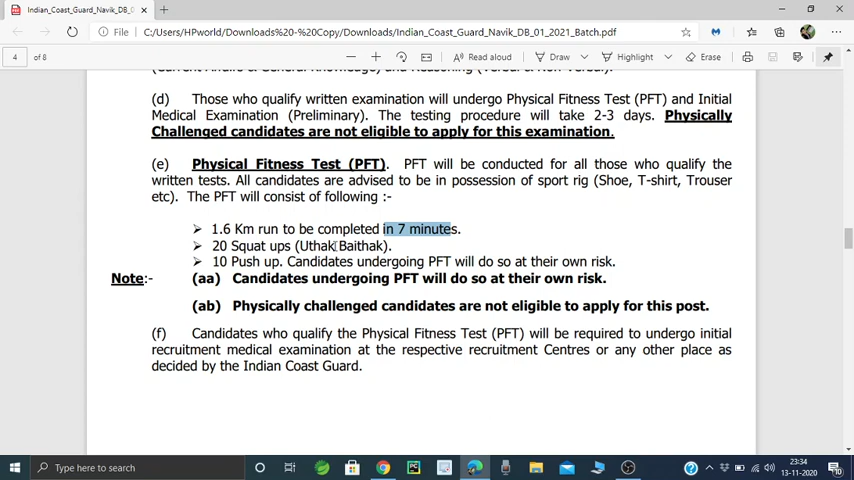 Indian_Coast_Guard_Navik_DB_0
File
C:/Users/HPworld/Downloads%20-%20Copy/Downloads/Indian_Coast_Guard_Navik_DB_01_2021_Batch.pdf
4 of 8
Read aloud
Draw
Highlight
Erase
(Current Affairs & General Knowledge) and Reasoning (Verbal & Non-Verbal).
(d) Those who qualify written examination will undergo Physical Fitness Test (PFT) and Initial
Medical Examination (Preliminary). The testing procedure will take 2-3 days. Physically
Challenged candidates are not eligible to apply for this examination.
(e) Physical Fitness Test (PFT). PFT will be conducted for all those who qualify the
written tests. All candidates are advised to be in possession of sport rig (Shoe, T-shirt, Trouser
etc). The PFT will consist of following :-
➢ 1.6 Km run to be completed in 7 minutes.
➢ 20 Squat ups (Uthak Baithak).
➢ 10 Push up. Candidates undergoing PFT will do so at their own risk.
Note:- (aa) Candidates undergoing PFT will do so at their own risk.
(ab) Physically challenged candidates are not eligible to apply for this post.
(f) Candidates who qualify the Physical Fitness Test (PFT) will be required to undergo initial
recruitment medical examination at the respective recruitment Centres or any other place as
decided by the Indian Coast Guard.
Type here to search
23:34
13-11-2020